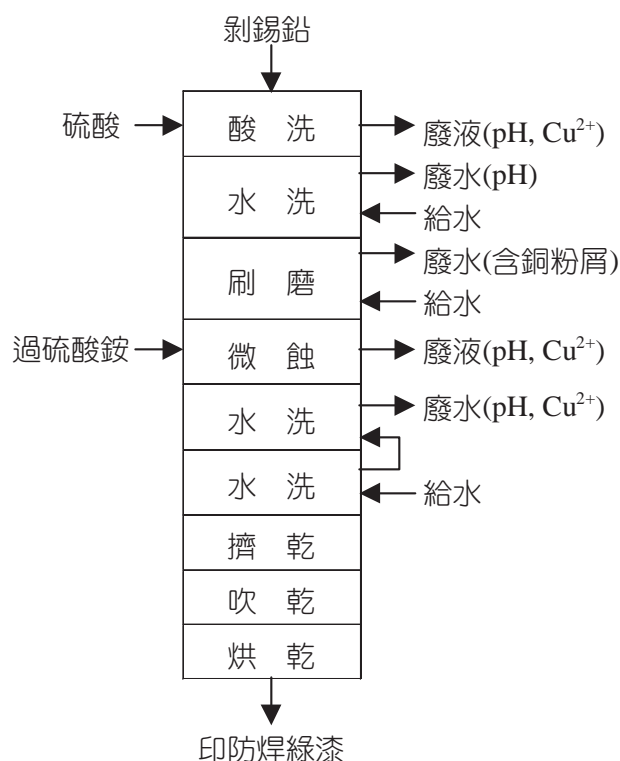 剝錫鉛
硫酸
酸 洗
廢液(pH, Cu²⁺)
廢水(pH)
水 洗
給水
廢水(含銅粉屑)
刷 磨
給水
過硫酸銨
微 蝕
廢液(pH, Cu²⁺)
水 洗
廢水(pH, Cu²⁺)
水 洗
給水
擠 乾
吹 乾
烘 乾
印防焊綠漆